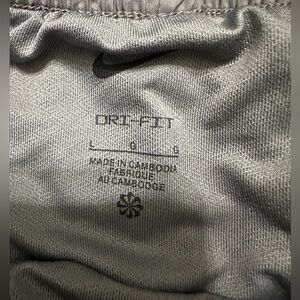 DRI-FIT
L G G
MADE IN CAMBODIA
FABRIQUÉ
AU CAMBODGE